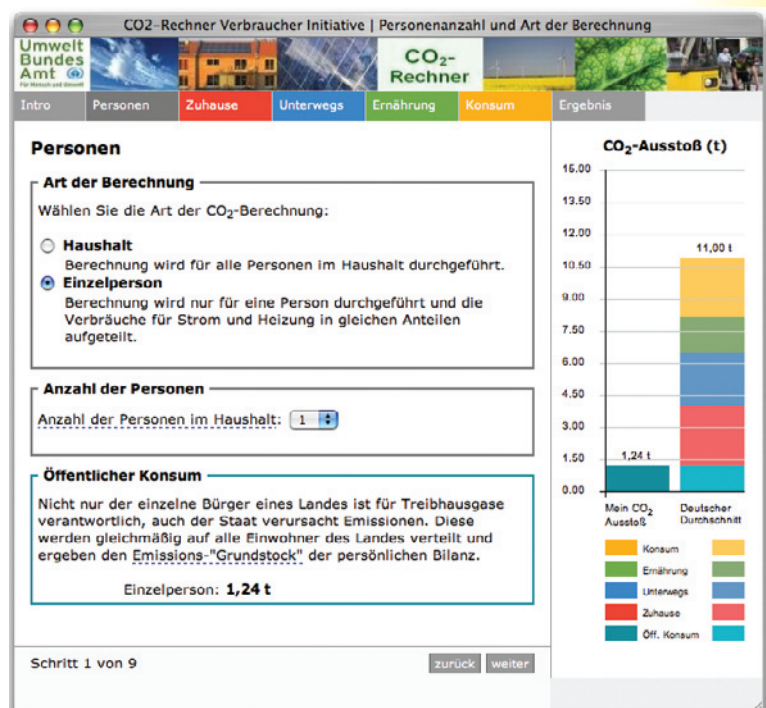 CO2-Rechner Verbraucher Initiative | Personenanzahl und Art der Berechnung
Umwelt
Bundes
Amt
Für Mensch und Umwelt
CO2-
Rechner
Intro Personen Zuhause Unterwegs Ernährung Konsum Ergebnis
Personen
Art der Berechnung
Wählen Sie die Art der CO2-Berechnung:
Haushalt
Berechnung wird für alle Personen im Haushalt durchgeführt.
Einzelperson
Berechnung wird nur für eine Person durchgeführt und die
Verbräuche für Strom und Heizung in gleichen Anteilen
aufgeteilt.
Anzahl der Personen
Anzahl der Personen im Haushalt: 1
Öffentlicher Konsum
Nicht nur der einzelne Bürger eines Landes ist für Treibhausgase
verantwortlich, auch der Staat verursacht Emissionen. Diese
werden gleichmäßig auf alle Einwohner des Landes verteilt und
ergeben den Emissions-"Grundstock" der persönlichen Bilanz.
Einzelperson: 1,24 t
Schritt 1 von 9
zurück weiter
CO2-Ausstoß (t)
15.00
13.50
12.00
11,00 t
10.50
9.00
7.50
6.00
4.50
3.00
1,24 t
1.50
0.00
Mein CO2 Deutscher
Ausstoß Durchschnitt
Konsum
Ernährung
Unterwegs
Zuhause
Öff. Konsum